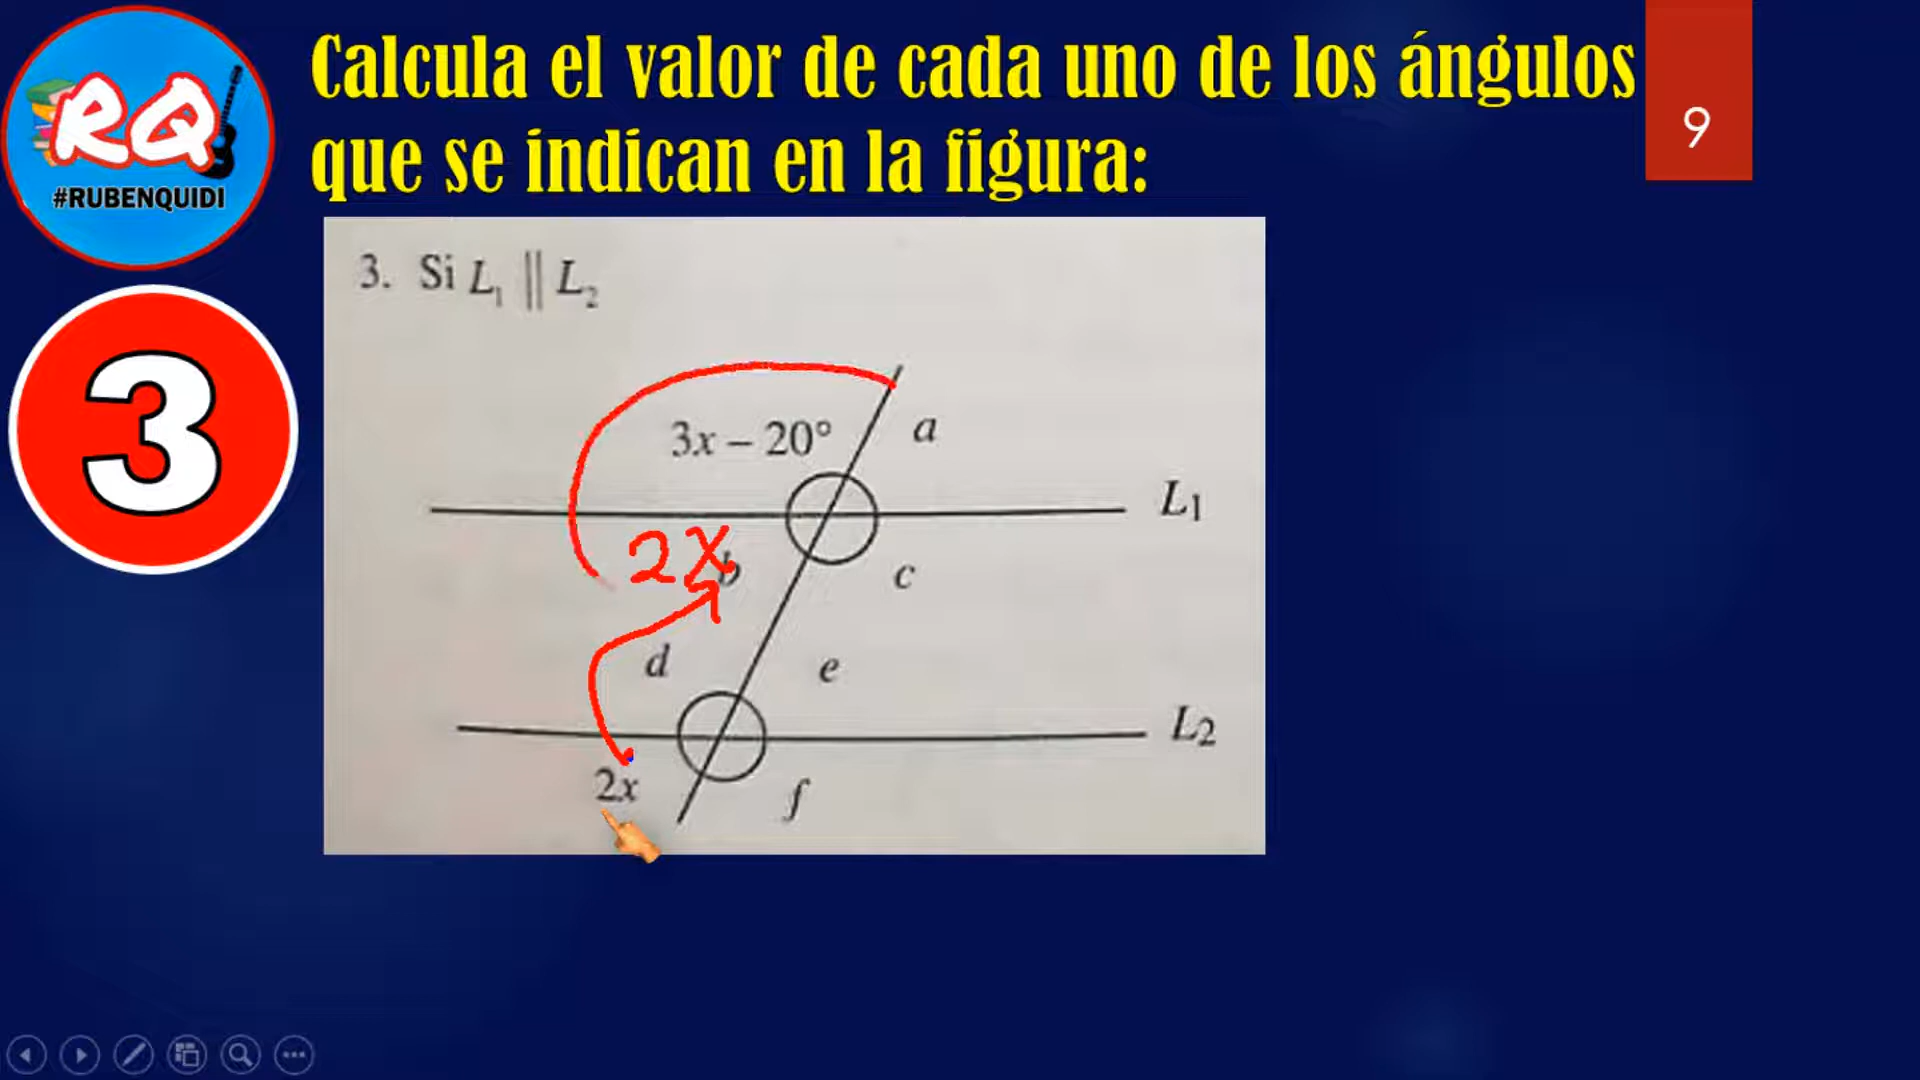 RQ
#RUBENQUIDI
Calcula el valor de cada uno de los ángulos
que se indican en la figura:
9
3
3. Si L₁ || L₂
3x – 20°
a
L1
2x
b
c
d
e
L2
2x
f